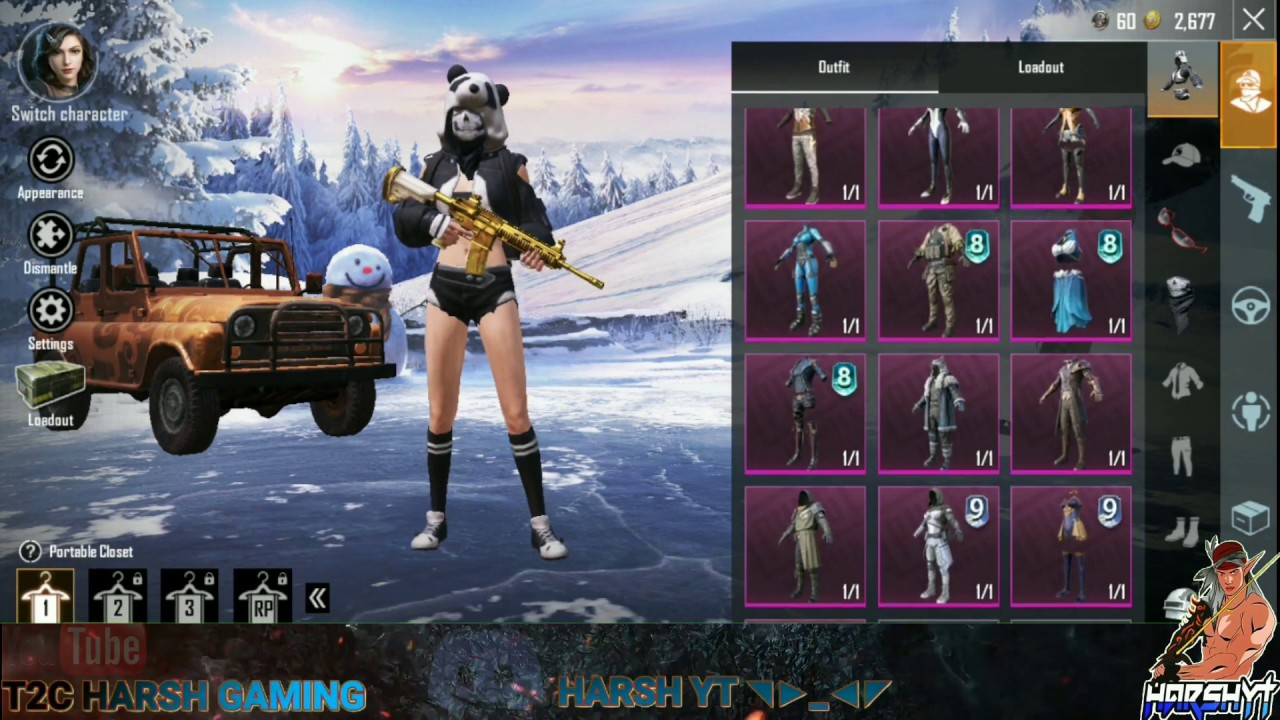 60 2,677
Switch character
Outfit Loadout
Appearance
1/1 1/1 1/1
Dismantle
8 8
1/1 1/1 1/1
Settings
8
Loadout
1/1 1/1 1/1
9 9
? Portable Closet
1 2 3 RP
1/1 1/1 1/1
You Tube
T2C HARSH GAMING
HARSH YT
HARSHYT